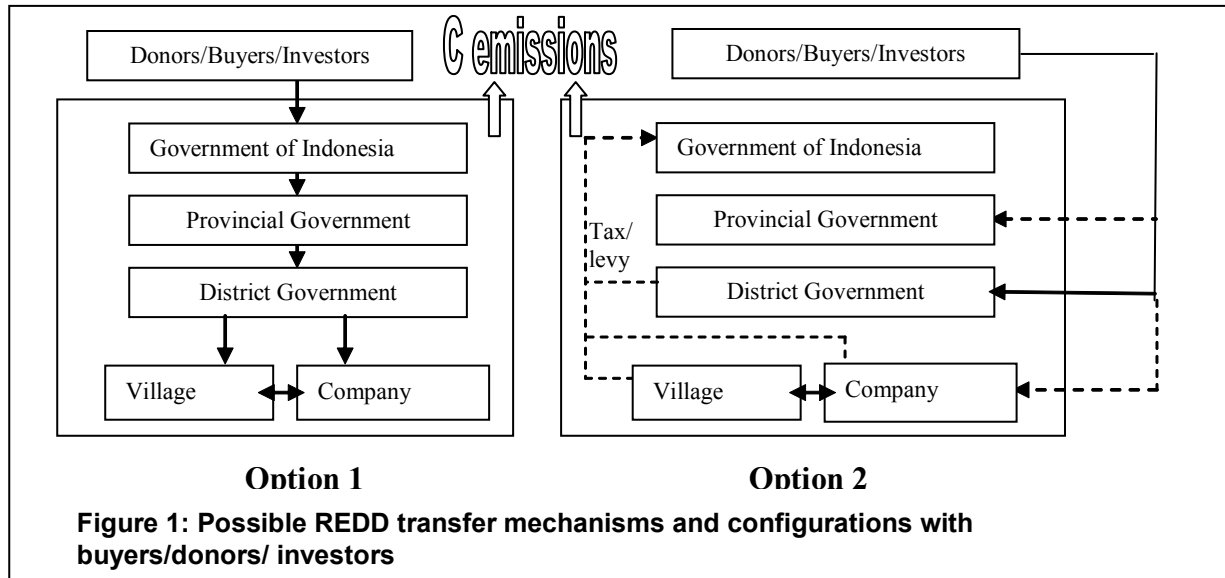 Donors/Buyers/Investors
Government of Indonesia
Provincial Government
District Government
Village
Company
Option 1
C emissions
Donors/Buyers/Investors
Government of Indonesia
Provincial Government
Tax/
levy
District Government
Village
Company
Option 2
Figure 1: Possible REDD transfer mechanisms and configurations with
buyers/donors/ investors